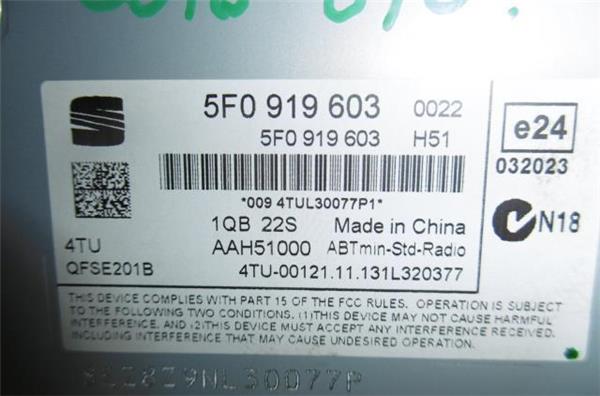 5F0 919 603 0022
5F0 919 603 H51
e24
032023
*009 4TUL30077P1*
1QB 22S Made in China
N18
4TU AAH51000 ABTmin-Std-Radio
QFSE201B 4TU-00121.11.131L320377
THIS DEVICE COMPLIES WITH PART 15 OF THE FCC RULES. OPERATION IS SUBJECT
TO THE FOLLOWING TWO CONDITIONS. (1)THIS DEVICE MAY NOT CAUSE HARMFUL
INTERFERENCE. AND (2)THIS DEVICE MUST ACCEPT ANY INTERFERENCE RECEIVED.
INCLUDING INTERFERENCE THAT MAY CAUSE UNDESIRED OPERATION.